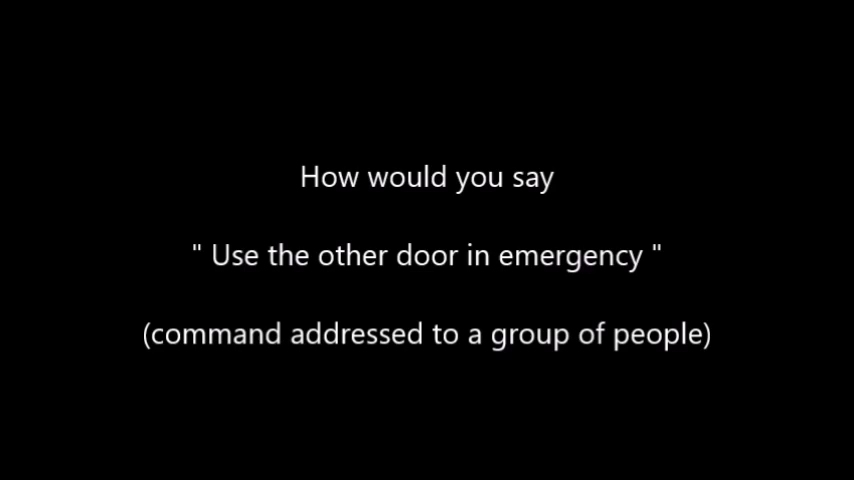 How would you say
" Use the other door in emergency "
(command addressed to a group of people)